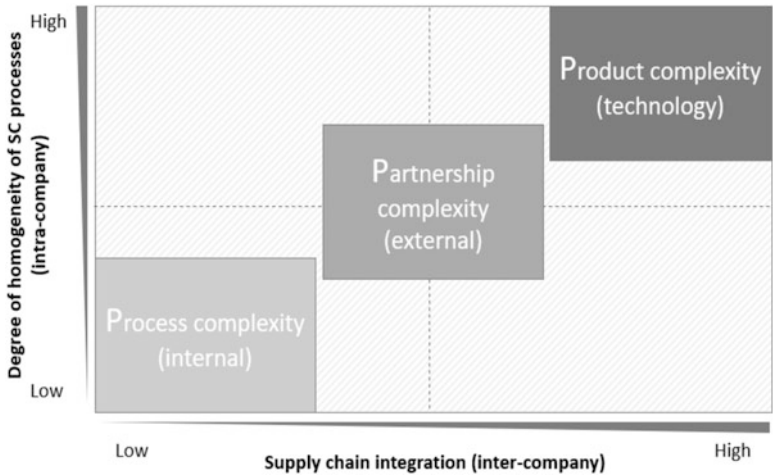 High
Product complexity
(technology)
Partnership
complexity
(external)
Degree of homogeneity of SC processes
(intra-company)
Process complexity
(internal)
Low
Low
High
Supply chain integration (inter-company)